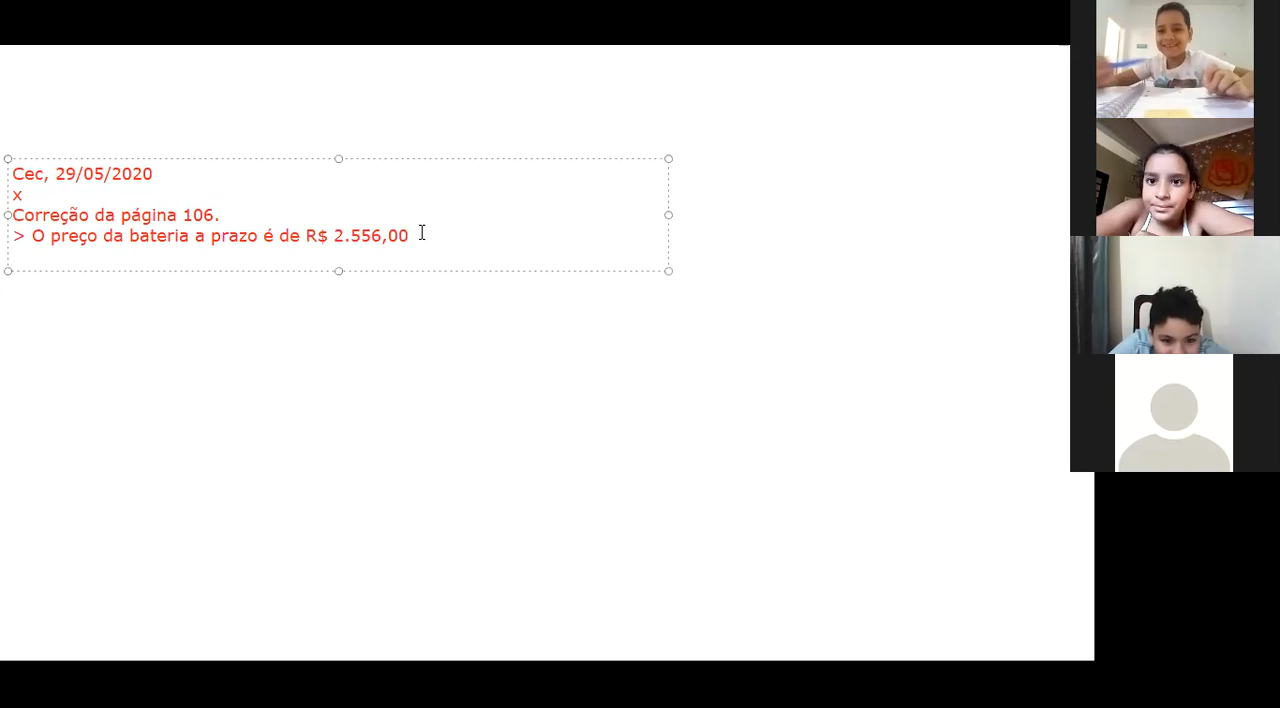 Cec, 29/05/2020
x
Correção da página 106.
> O preço da bateria a prazo é de R$ 2.556,00